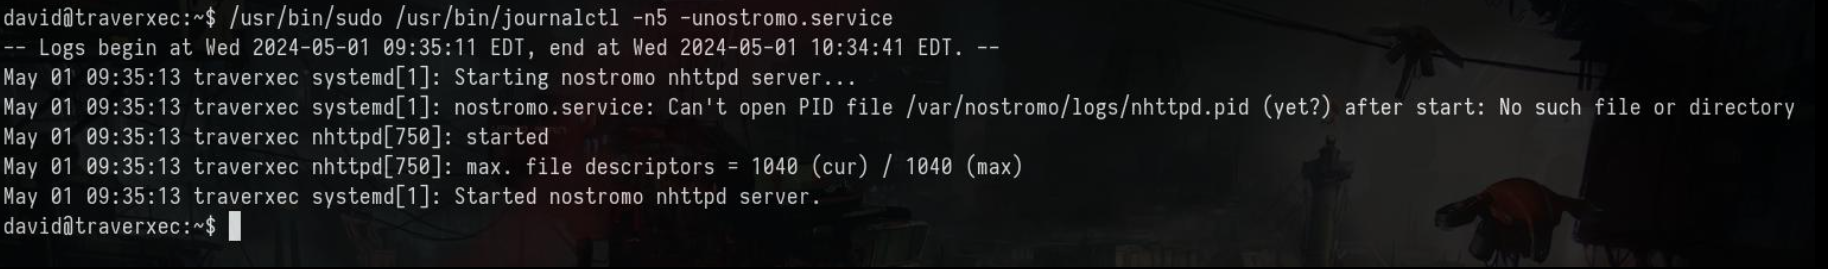 david@traverxec:~$ /usr/bin/sudo /usr/bin/journalctl -n5 -unostromo.service
-- Logs begin at Wed 2024-05-01 09:35:11 EDT, end at Wed 2024-05-01 10:34:41 EDT. --
May 01 09:35:13 traverxec systemd[1]: Starting nostromo nhttpd server...
May 01 09:35:13 traverxec systemd[1]: nostromo.service: Can't open PID file /var/nostromo/logs/nhttpd.pid (yet?) after start: No such file or directory
May 01 09:35:13 traverxec nhttpd[750]: started
May 01 09:35:13 traverxec nhttpd[750]: max. file descriptors = 1040 (cur) / 1040 (max)
May 01 09:35:13 traverxec systemd[1]: Started nostromo nhttpd server.
david@traverxec:~$